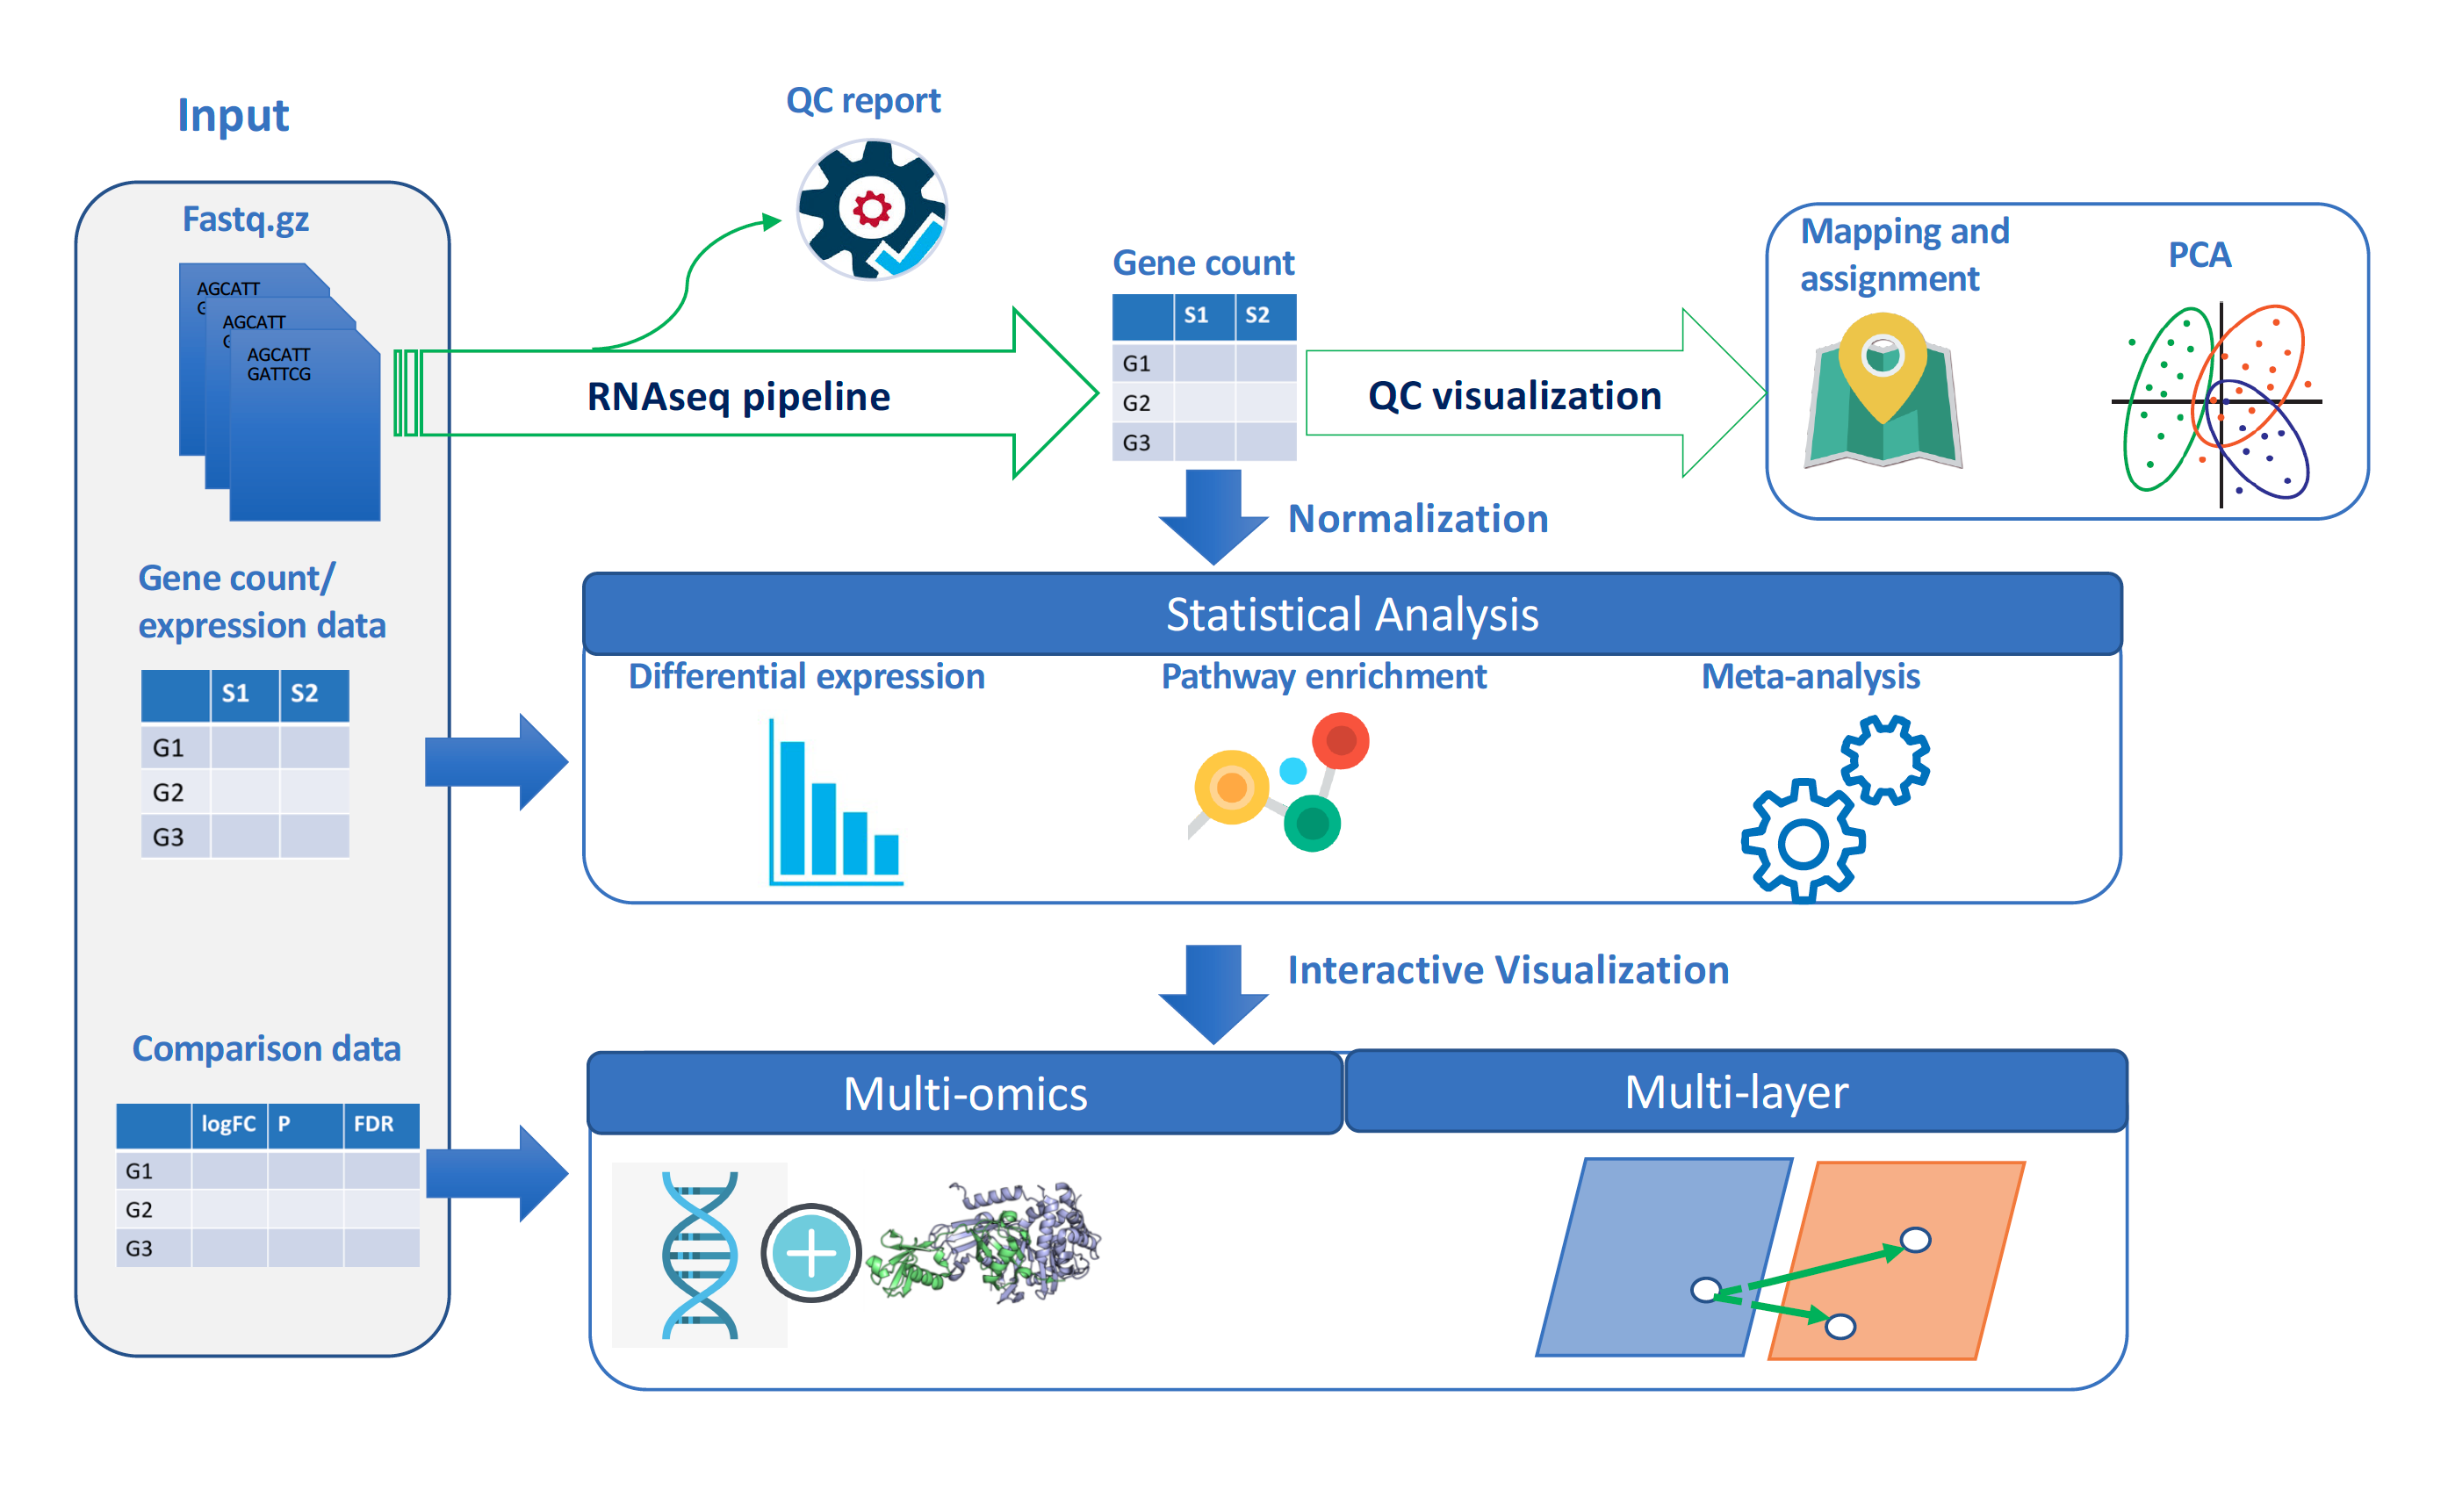 Input
Fastq.gz
AGCATT
G
AGCATT
G
AGCATT
GATTCG
QC report
RNAseq pipeline
Gene count
S1 S2
G1
G2
G3
QC visualization
Mapping and
assignment
PCA
Normalization
Gene count/
expression data
S1 S2
G1
G2
G3
Statistical Analysis
Differential expression
Pathway enrichment
Meta-analysis
Interactive Visualization
Comparison data
logFC P FDR
G1
G2
G3
Multi-omics
Multi-layer